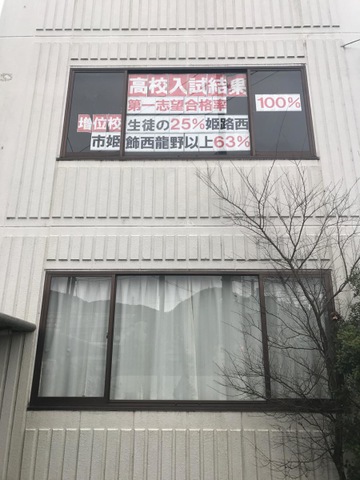 高校入試結果
第一志望合格率 100%
増位校 生徒の25%姫路西
市姫 飾西龍野以上63%